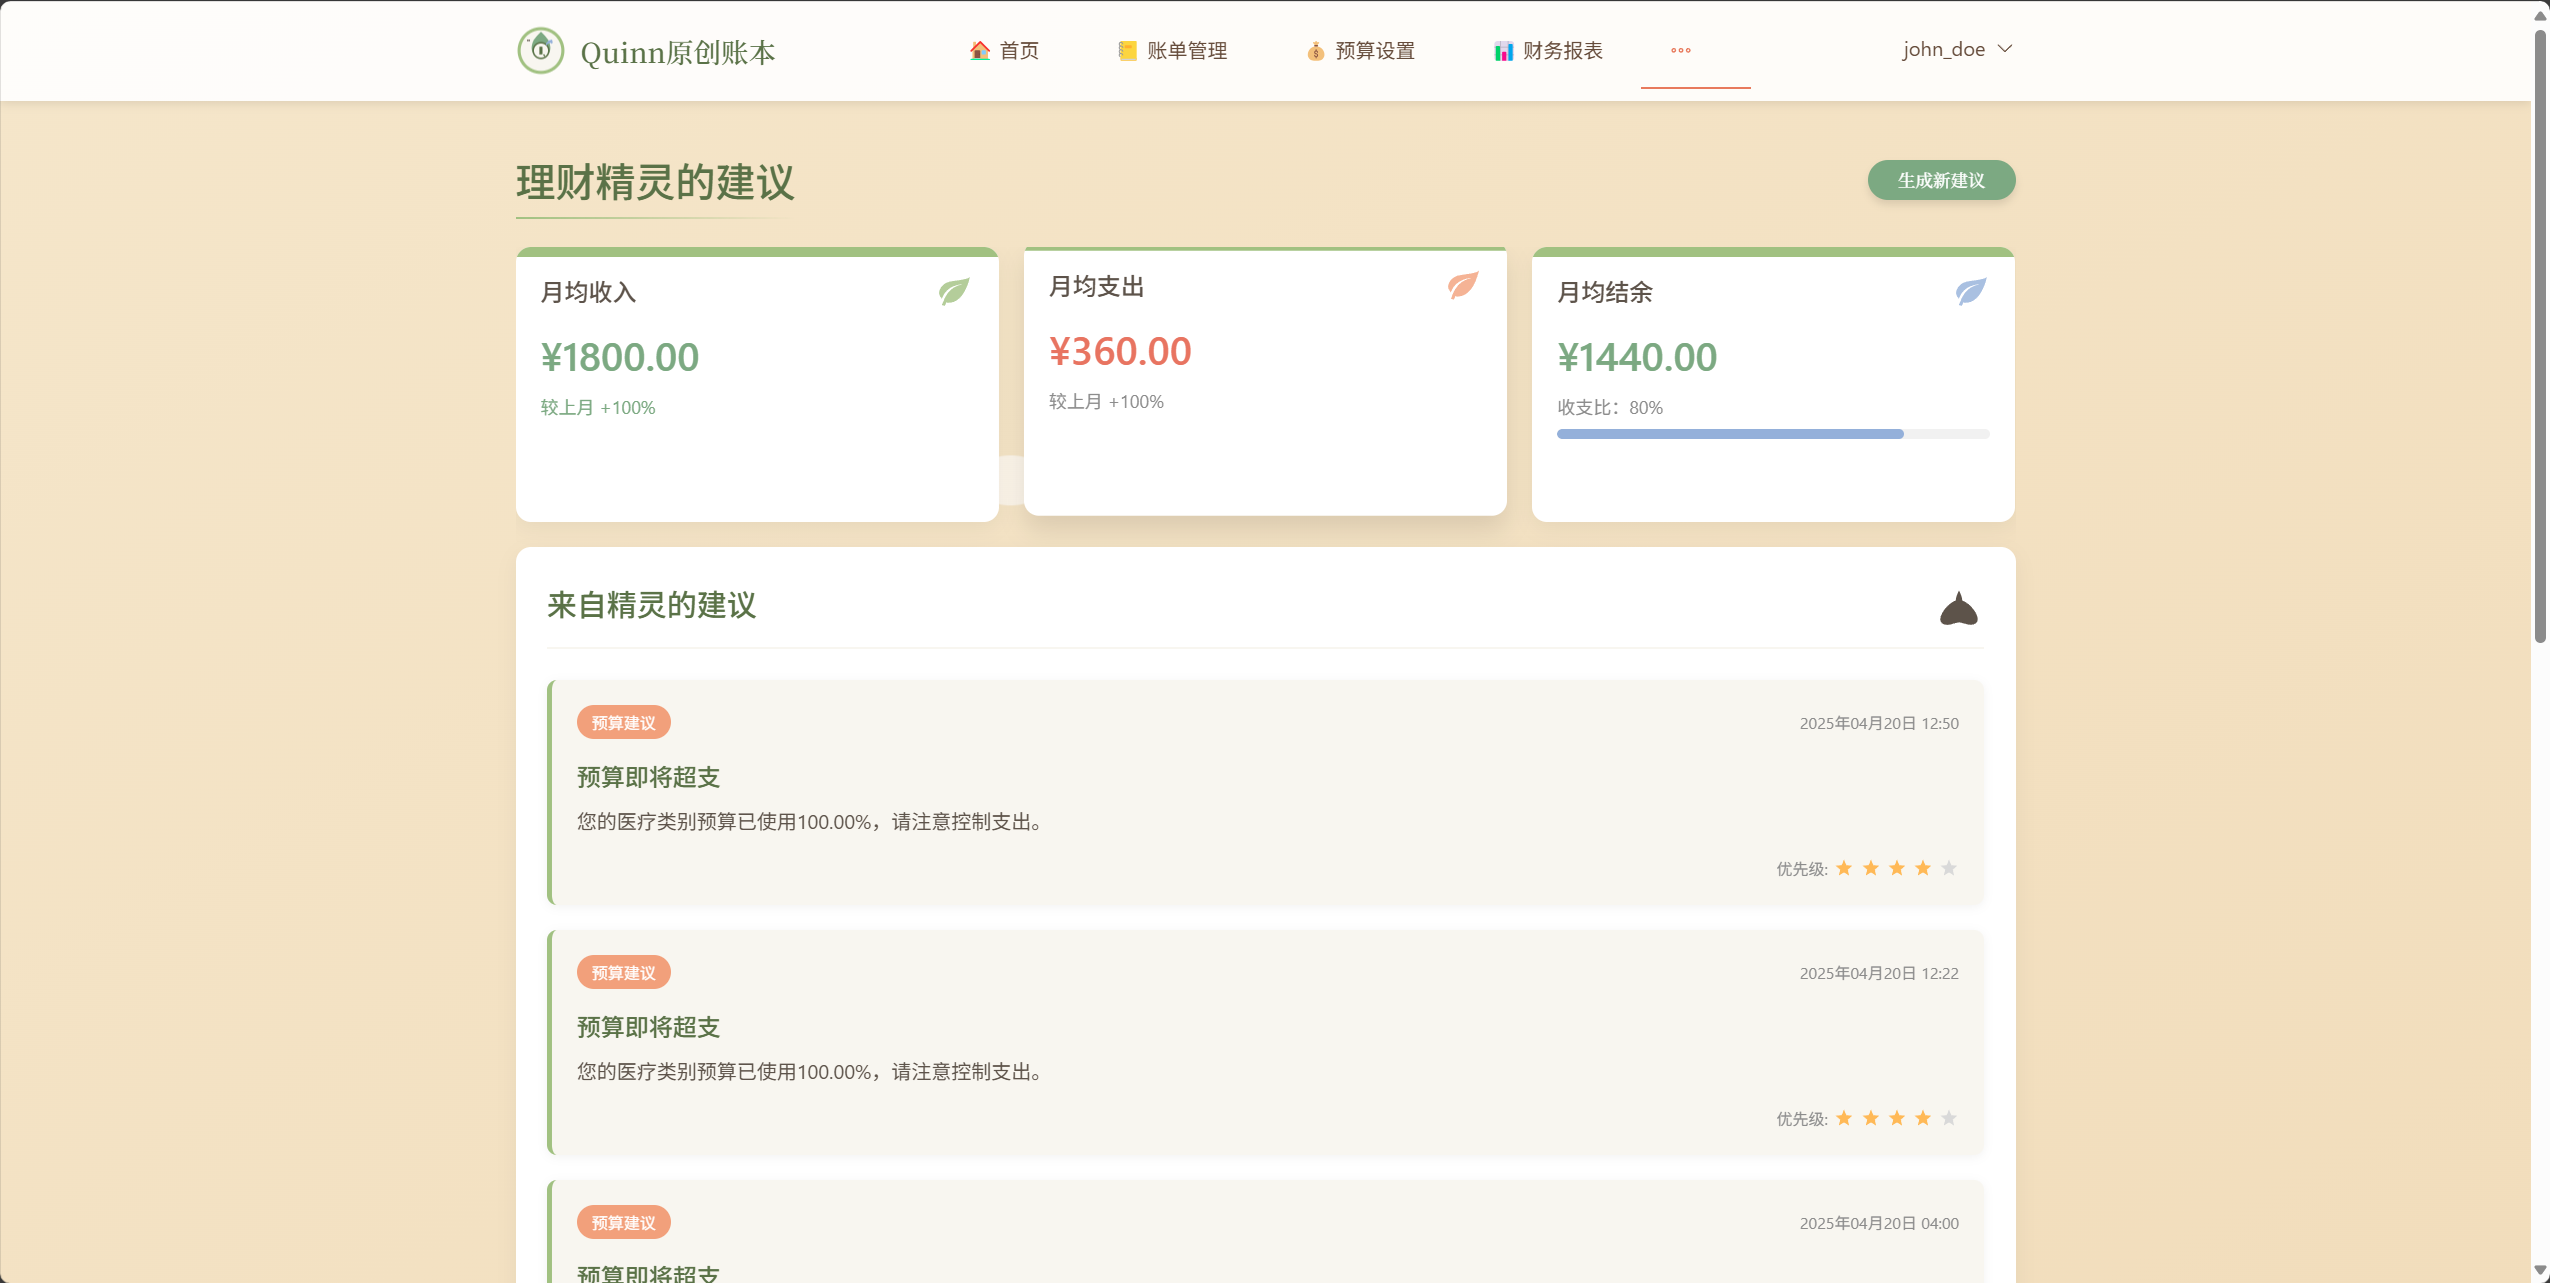 Quinn原创账本
首页
账单管理
预算设置
财务报表
john_doe
理财精灵的建议
生成新建议
月均收入
¥1800.00
较上月 +100%
月均支出
¥360.00
较上月 +100%
月均结余
¥1440.00
收支比：80%
来自精灵的建议
预算建议
2025年04月20日 12:50
预算即将超支
您的医疗类别预算已使用100.00%，请注意控制支出。
优先级:
预算建议
2025年04月20日 12:22
预算即将超支
您的医疗类别预算已使用100.00%，请注意控制支出。
优先级:
预算建议
2025年04月20日 04:00
预算即将超支